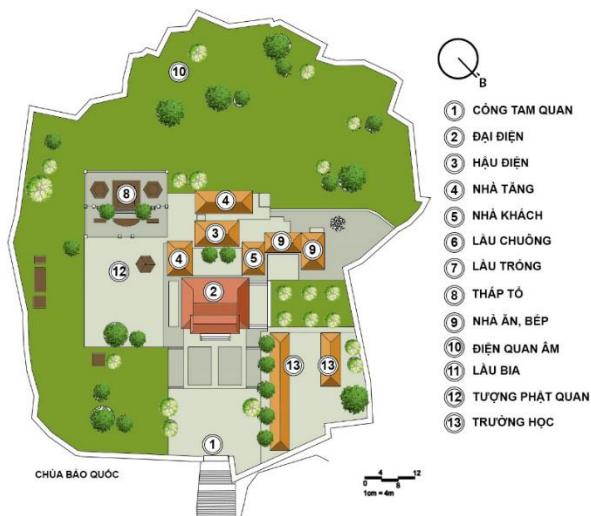 B
1 CỔNG TAM QUAN
2 ĐẠI ĐIỆN
3 HẬU ĐIỆN
4 NHÀ TĂNG
5 NHÀ KHÁCH
6 LẦU CHUÔNG
7 LẦU TRỐNG
8 THÁP TỔ
9 NHÀ ĂN, BẾP
10 ĐIỆN QUAN ÂM
11 LẦU BIA
12 TƯỢNG PHẬT QUAN
13 TRƯỜNG HỌC
10
8
4
3
9
9
4
5
12
2
13
13
1
CHÙA BẢO QUỐC
4 12
0 8
1cm = 4m